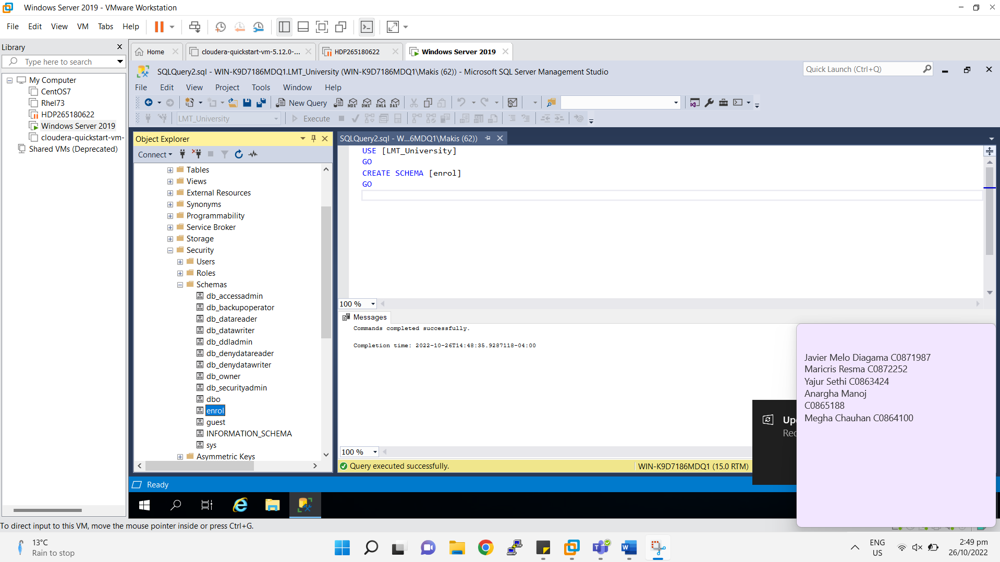 Windows Server 2019 - VMware Workstation
File Edit View VM Tabs Help
Library
Type here to search
My Computer
CentOS7
Rhel73
HDP265180622
Windows Server 2019
cloudera-quickstart-vm-
Shared VMs (Deprecated)
Home
cloudera-quickstart-vm-5.12.0-...
HDP265180622
Windows Server 2019
SQLQuery2.sql - WIN-K9D7186MDQ1.LMT_University (WIN-K9D7186MDQ1\Makis (62)) - Microsoft SQL Server Management Studio
Quick Launch (Ctrl+Q)
File Edit View Project Tools Window Help
New Query
MDX DMX XMLA DAX
LMT_University
Execute
Object Explorer
Connect
Tables
Views
External Resources
Synonyms
Programmability
Service Broker
Storage
Security
Users
Roles
Schemas
db_accessadmin
db_backupoperator
db_datareader
db_datawriter
db_ddladmin
db_denydatareader
db_denydatawriter
db_owner
db_securityadmin
dbo
enrol
guest
INFORMATION_SCHEMA
sys
Asymmetric Keys
SQLQuery2.sql - W...6MDQ1\Makis (62))
USE [LMT_University]
GO
CREATE SCHEMA [enrol]
GO
100 %
Messages
Commands completed successfully.
Completion time: 2022-10-26T14:48:35.9287118-04:00
100 %
Query executed successfully.
WIN-K9D7186MDQ1 (15.0 RTM)
Javier Melo Diagama C0871987
Maricris Resma C0872252
Yajur Sethi C0863424
Anargha Manoj
C0865188
Megha Chauhan C0864100
Ready
To direct input to this VM, move the mouse pointer inside or press Ctrl+G.
13°C
Rain to stop
ENG
US
2:49 pm
26/10/2022